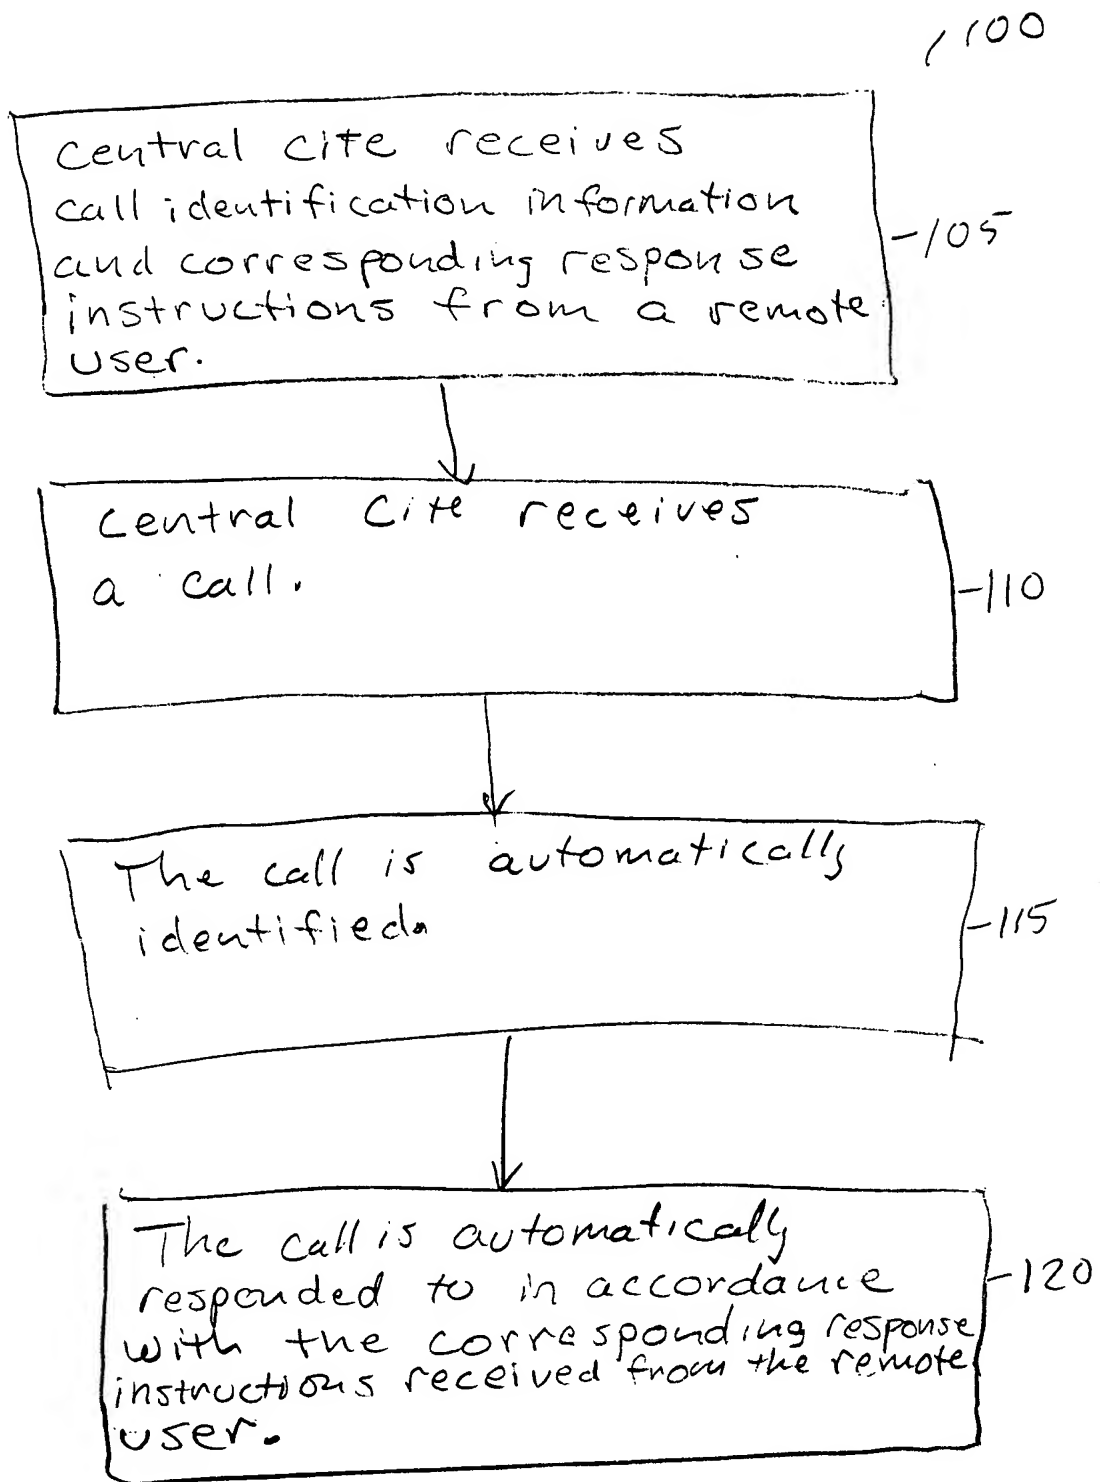 100
Central cite receives
call identification information
and corresponding response
instructions from a remote
user.
-105
Central Cite receives
a call.
-110
The call is automatically
identified.
-115
The call is automatically
responded to in accordance
with the corresponding response
instructions received from the remote
user.
-120